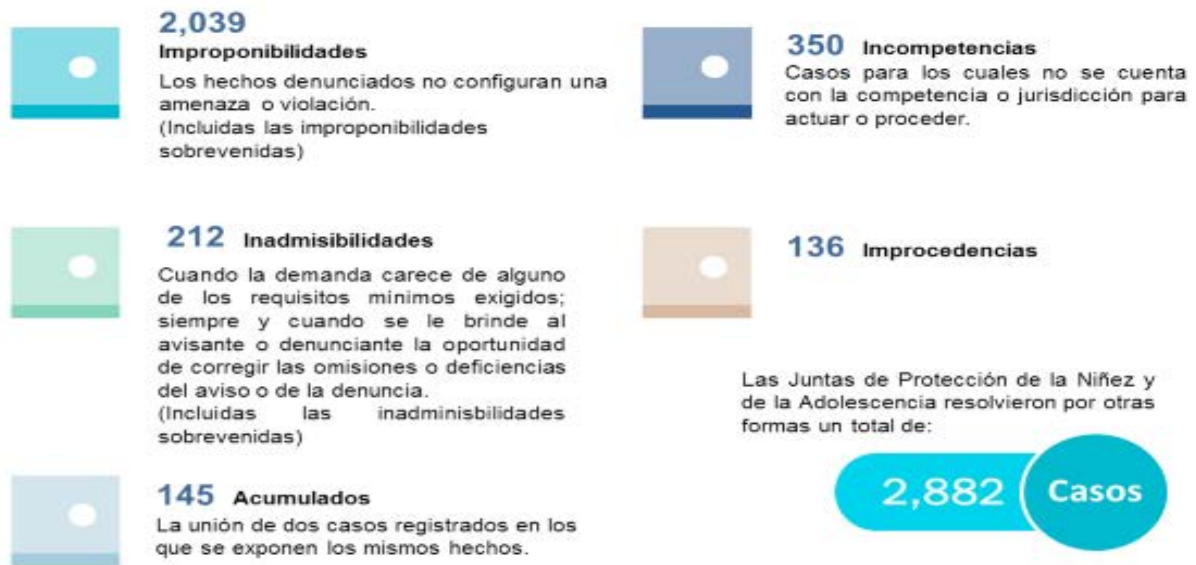 2,039
Improponibilidades
Los hechos denunciados no configuran una
amenaza o violación.
(Incluidas las improponibilidades
sobrevenidas)
350 Incompetencias
Casos para los cuales no se cuenta
con la competencia o jurisdicción para
actuar o proceder.
212 Inadmisibilidades
Cuando la demanda carece de alguno
de los requisitos mínimos exigidos;
siempre y cuando se le brinde al
avisante o denunciante la oportunidad
de corregir las omisiones o deficiencias
del aviso o de la denuncia.
(Incluidas las inadminisbilidades
sobrevenidas)
136 Improcedencias
145 Acumulados
La unión de dos casos registrados en los
que se exponen los mismos hechos.
Las Juntas de Protección de la Niñez y
de la Adolescencia resolvieron por otras
formas un total de:
2,882 Casos